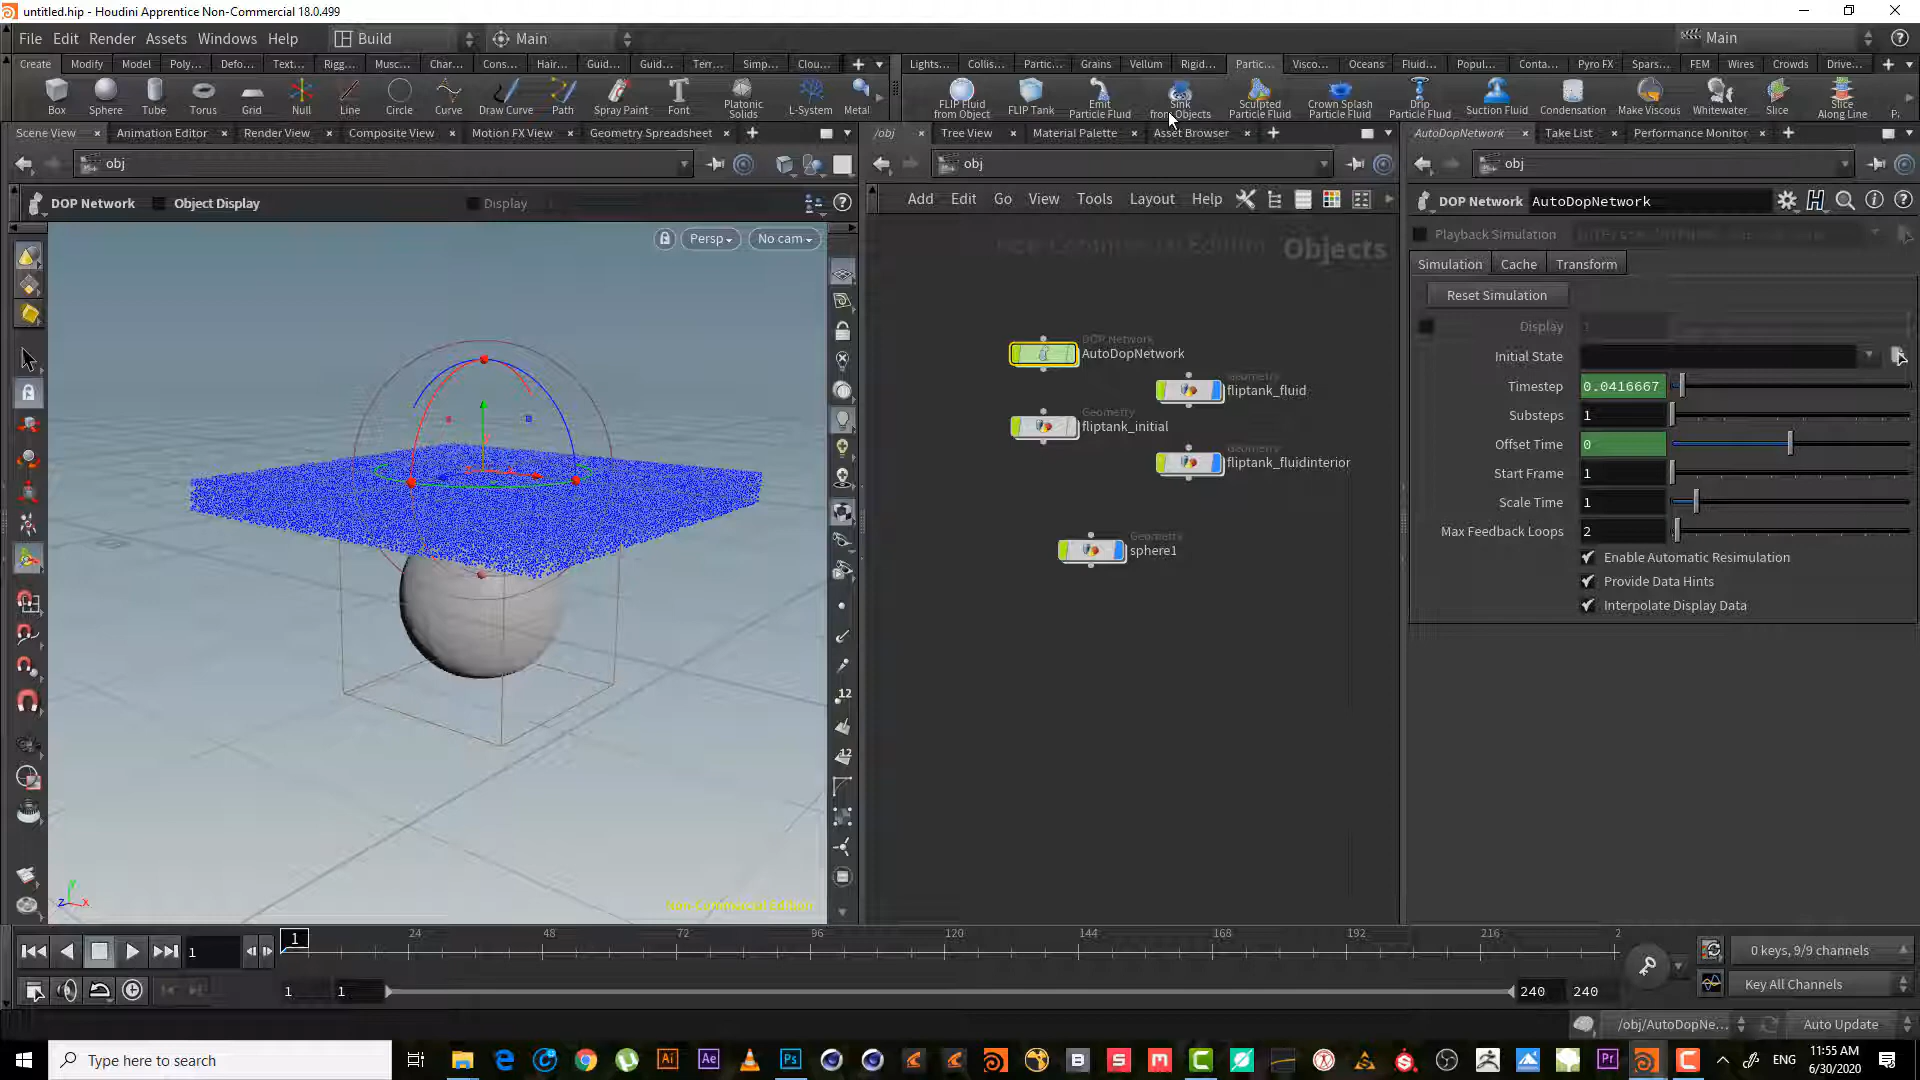 untitled.hip - Houdini Apprentice Non-Commercial 18.0.499
File Edit Render Assets Windows Help Build Main Main
Create Modify Model Poly... Defo... Text... Rigg... Musc... Char... Cons... Hair... Guid... Guid... Terr... Simp... Clou...
Lights... Collis... Partic... Grains Vellum Rigid... Partic... Visco... Oceans Fluid... Popul... Conta... Pyro FX Spars... FEM Wires Crowds Drive...
Box Sphere Tube Torus Grid Null Line Circle Curve Draw Curve Path Spray Paint Font Platonic Solids L-System Metal
FLIP Fluid from Object FLIP Tank Emit Particle Fluid Sink from Objects Sculpted Particle Fluid Crown Splash Particle Fluid Drip Particle Fluid Suction Fluid Condensation Make Viscous Whitewater Slice Slice Along Line
Scene View Animation Editor Render View Composite View Motion FX View Geometry Spreadsheet
/obj Tree View Material Palette Asset Browser
AutoDopNetwork Take List Performance Monitor
obj
obj
obj
DOP Network Object Display Display
Add Edit Go View Tools Layout Help
DOP Network AutoDopNetwork
Persp No cam
Non-Commercial Edition
Objects
Playback Simulation
Simulation Cache Transform
Reset Simulation
Display 1
Initial State
Timestep 0.0416667
Substeps 1
Offset Time 0
Start Frame 1
Scale Time 1
Max Feedback Loops 2
Enable Automatic Resimulation
Provide Data Hints
Interpolate Display Data
DOP Network
AutoDopNetwork
Geometry
fliptank_fluid
Geometry
fliptank_initial
Geometry
fliptank_fluidinterior
Geometry
sphere1
12
12
Non-Commercial Edition
1 1 24 48 72 96 120 144 168 192 216 2
0 keys, 9/9 channels
1 1 240 240
Key All Channels
/obj/AutoDopNe... Auto Update
Type here to search
ENG
11:55 AM
6/30/2020